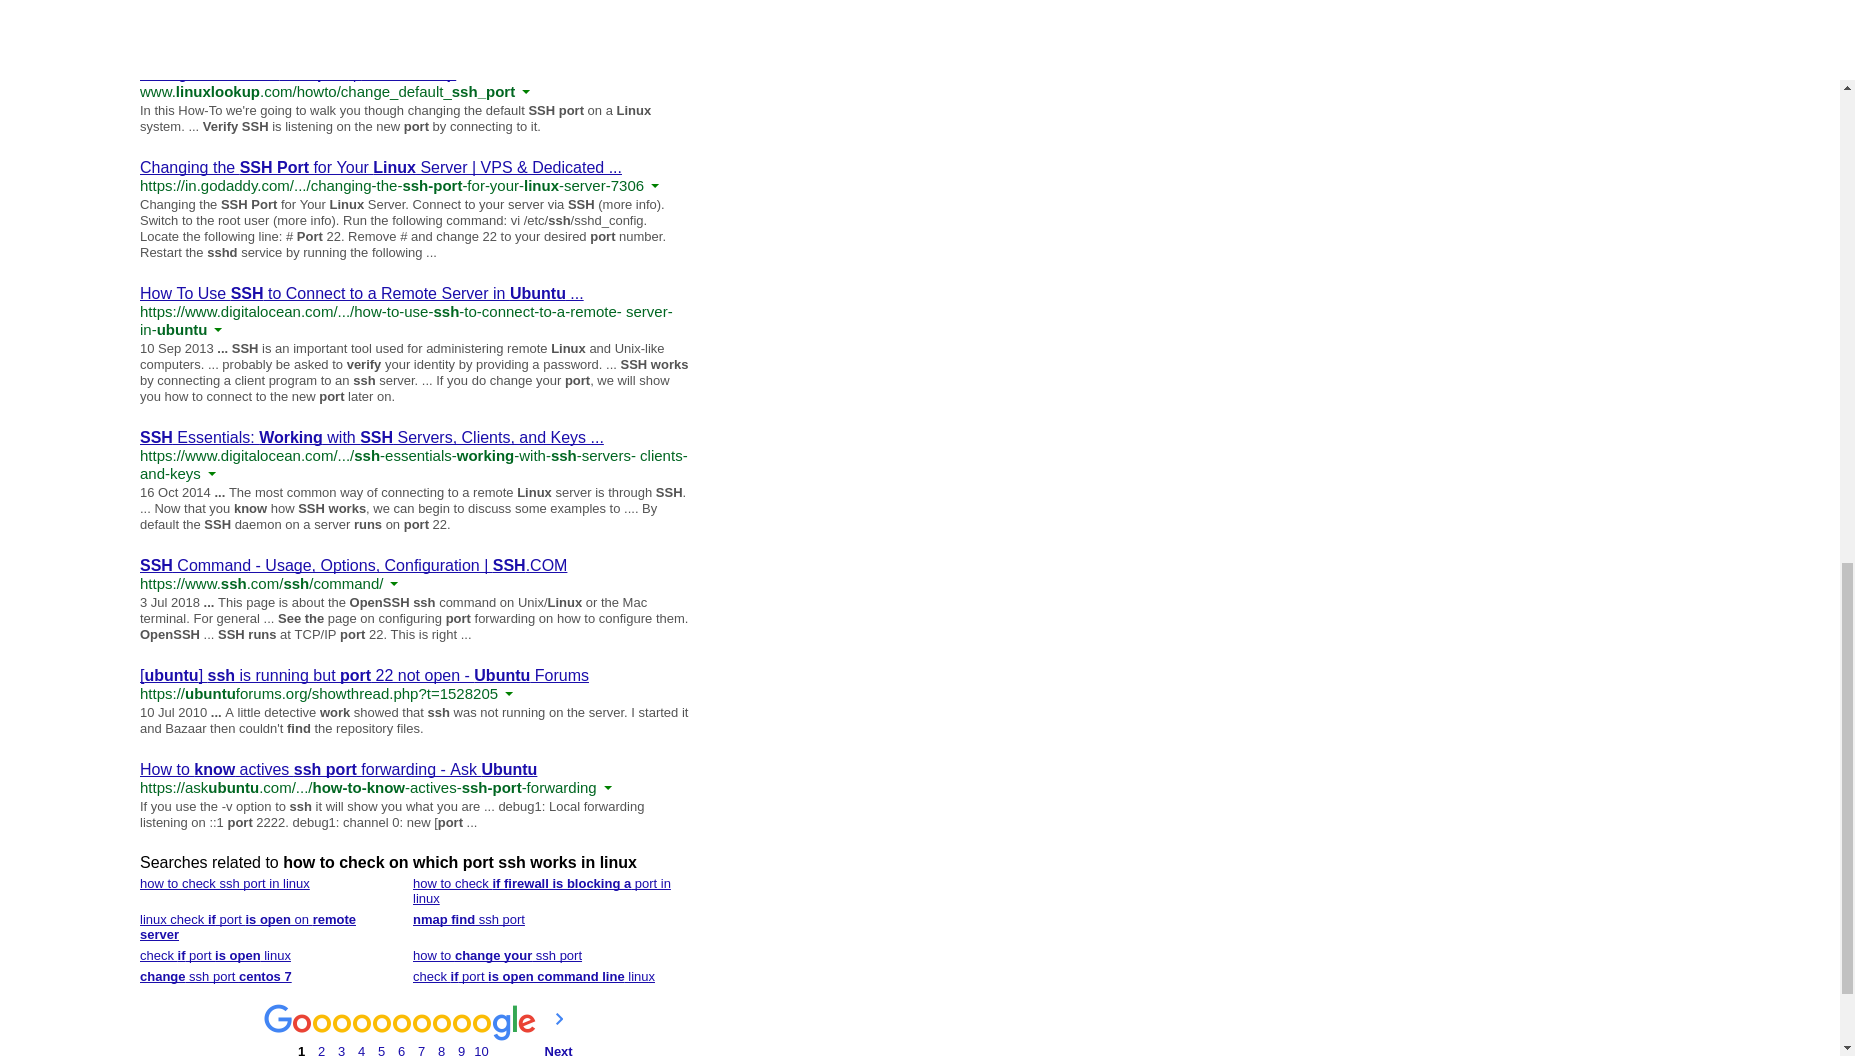 www.linuxlookup.com/howto/change_default_ssh_port
In this How-To we're going to walk you though changing the default SSH port on a Linux
system. ... Verify SSH is listening on the new port by connecting to it.
Changing the SSH Port for Your Linux Server | VPS & Dedicated ...
https://in.godaddy.com/.../changing-the-ssh-port-for-your-linux-server-7306
Changing the SSH Port for Your Linux Server. Connect to your server via SSH (more info).
Switch to the root user (more info). Run the following command: vi /etc/ssh/sshd_config.
Locate the following line: # Port 22. Remove # and change 22 to your desired port number.
Restart the sshd service by running the following ...
How To Use SSH to Connect to a Remote Server in Ubuntu ...
https://www.digitalocean.com/.../how-to-use-ssh-to-connect-to-a-remote- server-
in-ubuntu
10 Sep 2013 ... SSH is an important tool used for administering remote Linux and Unix-like
computers. ... probably be asked to verify your identity by providing a password. ... SSH works
by connecting a client program to an ssh server. ... If you do change your port, we will show
you how to connect to the new port later on.
SSH Essentials: Working with SSH Servers, Clients, and Keys ...
https://www.digitalocean.com/.../ssh-essentials-working-with-ssh-servers- clients-
and-keys
16 Oct 2014 ... The most common way of connecting to a remote Linux server is through SSH.
... Now that you know how SSH works, we can begin to discuss some examples to .... By
default the SSH daemon on a server runs on port 22.
SSH Command - Usage, Options, Configuration | SSH.COM
https://www.ssh.com/ssh/command/
3 Jul 2018 ... This page is about the OpenSSH ssh command on Unix/Linux or the Mac
terminal. For general ... See the page on configuring port forwarding on how to configure them.
OpenSSH ... SSH runs at TCP/IP port 22. This is right ...
[ubuntu] ssh is running but port 22 not open - Ubuntu Forums
https://ubuntuforums.org/showthread.php?t=1528205
10 Jul 2010 ... A little detective work showed that ssh was not running on the server. I started it
and Bazaar then couldn't find the repository files.
How to know actives ssh port forwarding - Ask Ubuntu
https://askubuntu.com/.../how-to-know-actives-ssh-port-forwarding
If you use the -v option to ssh it will show you what you are ... debug1: Local forwarding
listening on ::1 port 2222. debug1: channel 0: new [port ...
Searches related to how to check on which port ssh works in linux
how to check ssh port in linux
how to check if firewall is blocking a port in
linux
linux check if port is open on remote
server
nmap find ssh port
check if port is open linux
how to change your ssh port
change ssh port centos 7
check if port is open command line linux
Goooooooooogle
1 2 3 4 5 6 7 8 9 10 Next